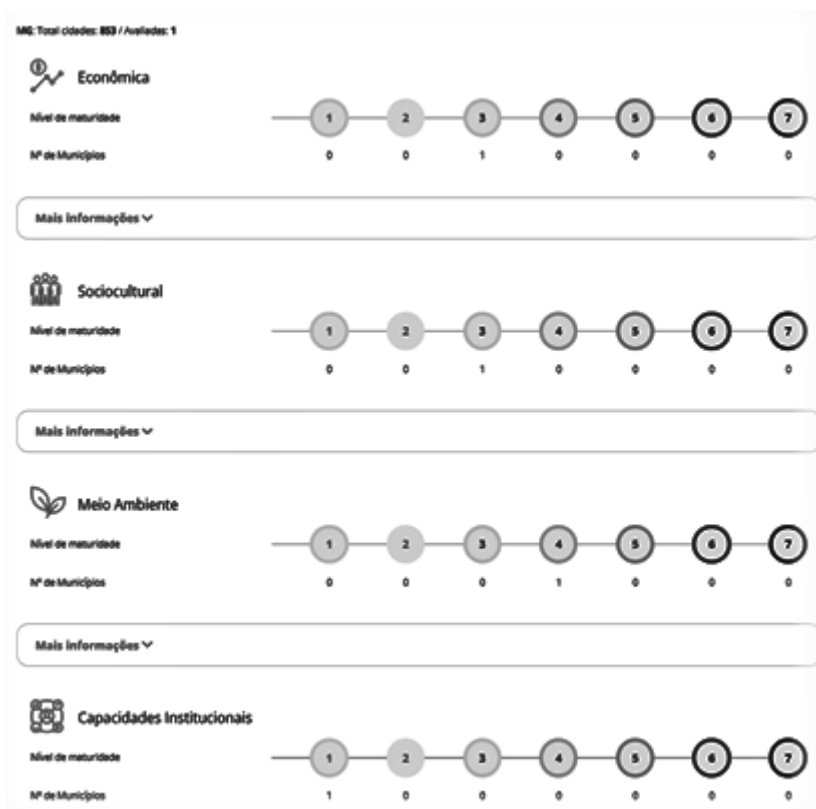 MG: Total cidades: 853 / Avaliadas: 1
Econômica
Nível de maturidade 1 2 3 4 5 6 7
Nº de Municípios 0 0 1 0 0 0 0
Mais informações
Sociocultural
Nível de maturidade 1 2 3 4 5 6 7
Nº de Municípios 0 0 1 0 0 0 0
Mais informações
Meio Ambiente
Nível de maturidade 1 2 3 4 5 6 7
Nº de Municípios 0 0 0 1 0 0 0
Mais informações
Capacidades Institucionais
Nível de maturidade 1 2 3 4 5 6 7
Nº de Municípios 1 0 0 0 0 0 0